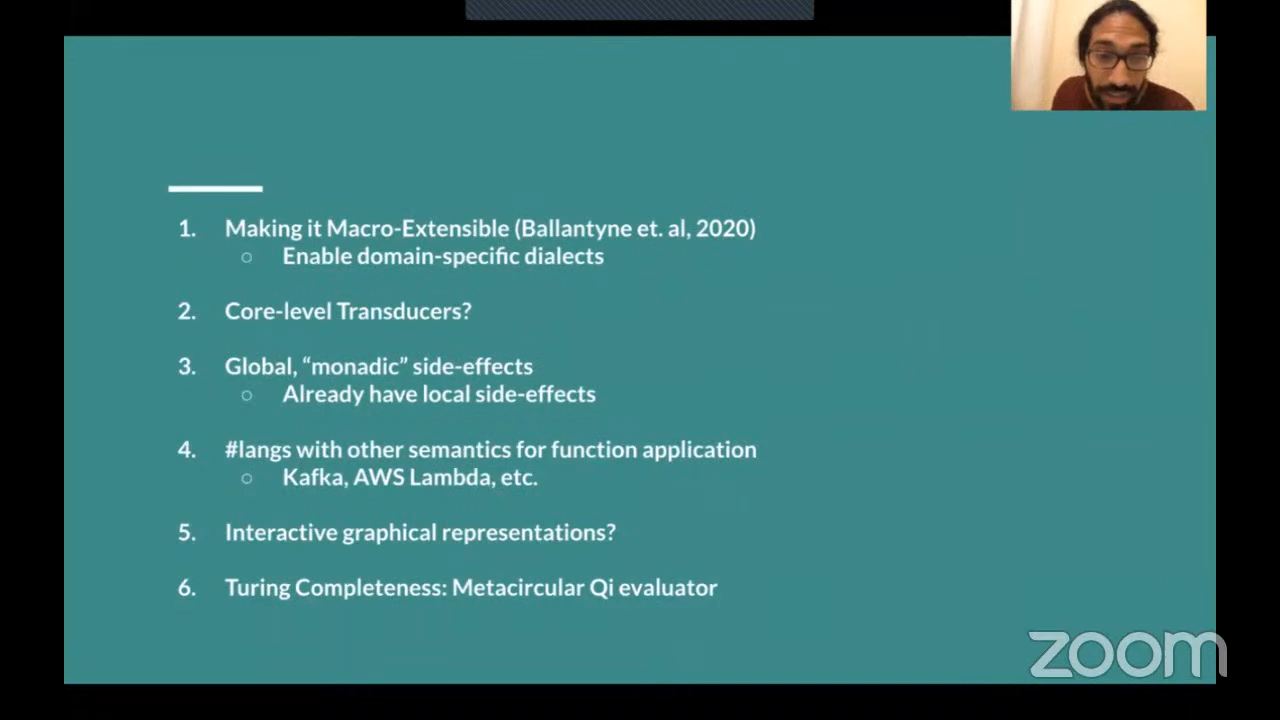 1. Making it Macro-Extensible (Ballantyne et. al, 2020)
○ Enable domain-specific dialects
2. Core-level Transducers?
3. Global, “monadic” side-effects
○ Already have local side-effects
4. #langs with other semantics for function application
○ Kafka, AWS Lambda, etc.
5. Interactive graphical representations?
6. Turing Completeness: Metacircular Qi evaluator
zoom